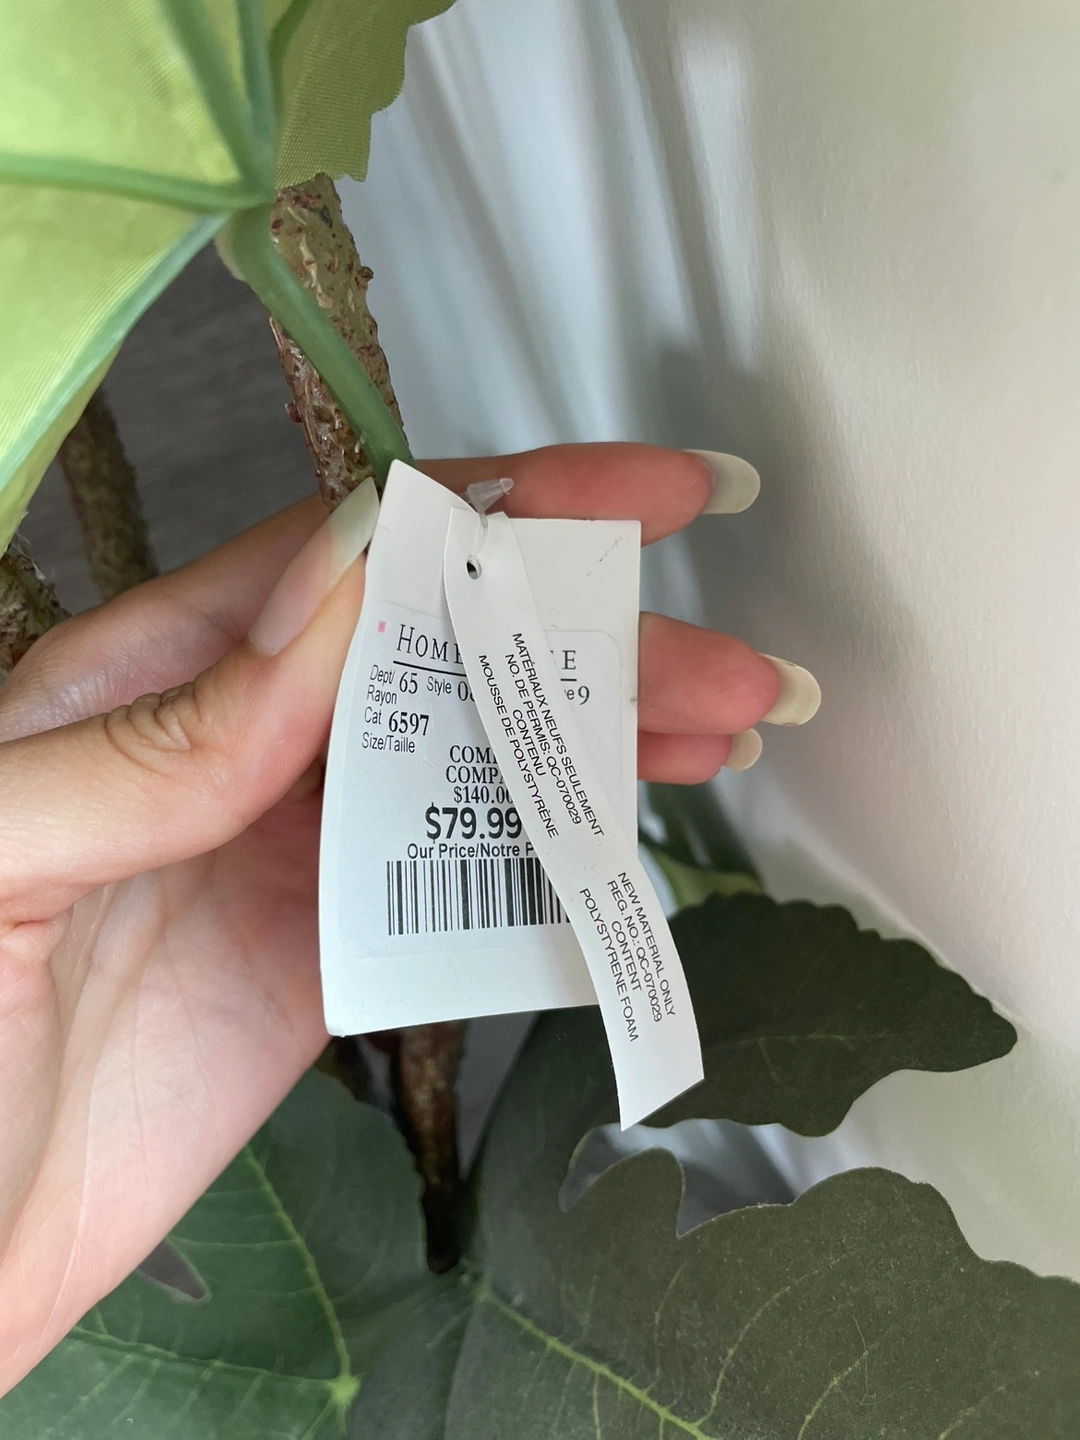 HOME
Dept/ 65 Style
Rayon
Cat 6597
Size/Taille
$79.99
Our Price/Notre
MATÉRIAUX NEUFS SEULEMENT
NO. DE PERMIS: QC-070029
CONTENU
MOUSSE DE POLYSTYRÈNE
NEW MATERIAL ONLY
REG. NO.: QC-070029
CONTENT
POLYSTYRENE FOAM